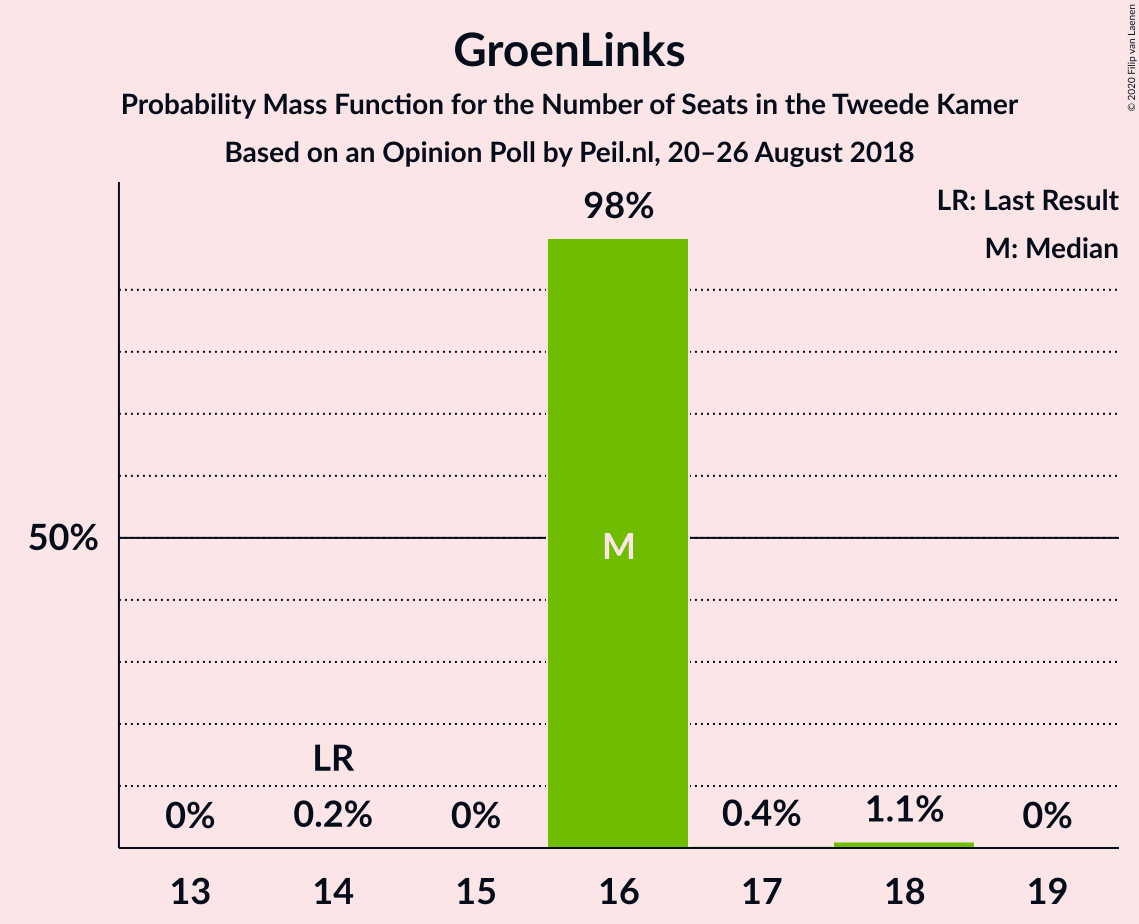 GroenLinks
Probability Mass Function for the Number of Seats in the Tweede Kamer
Based on an Opinion Poll by Peil.nl, 20–26 August 2018
© 2020 Filip van Laenen
LR: Last Result
M: Median
98%
50%
M
LR
0%
0.2%
0%
0.4%
1.1%
0%
13
14
15
16
17
18
19